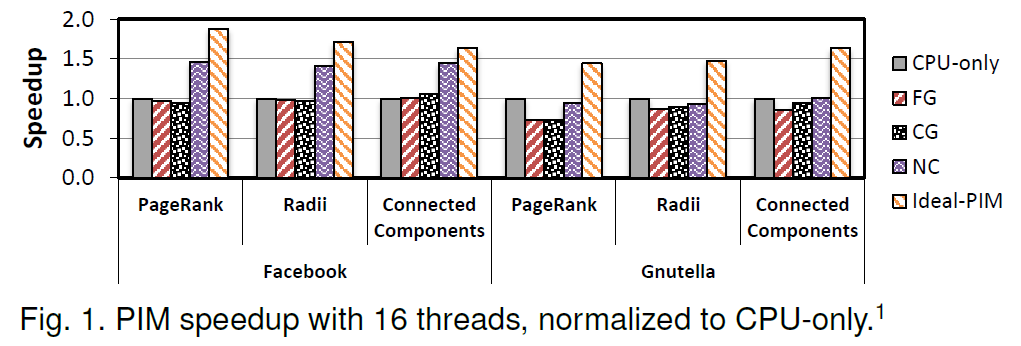 2.0
1.5
1.0
0.5
0.0
Speedup
PageRank Radii Connected Components PageRank Radii Connected Components
Facebook Gnutella
CPU-only
FG
CG
NC
Ideal-PIM
Fig. 1. PIM speedup with 16 threads, normalized to CPU-only.1